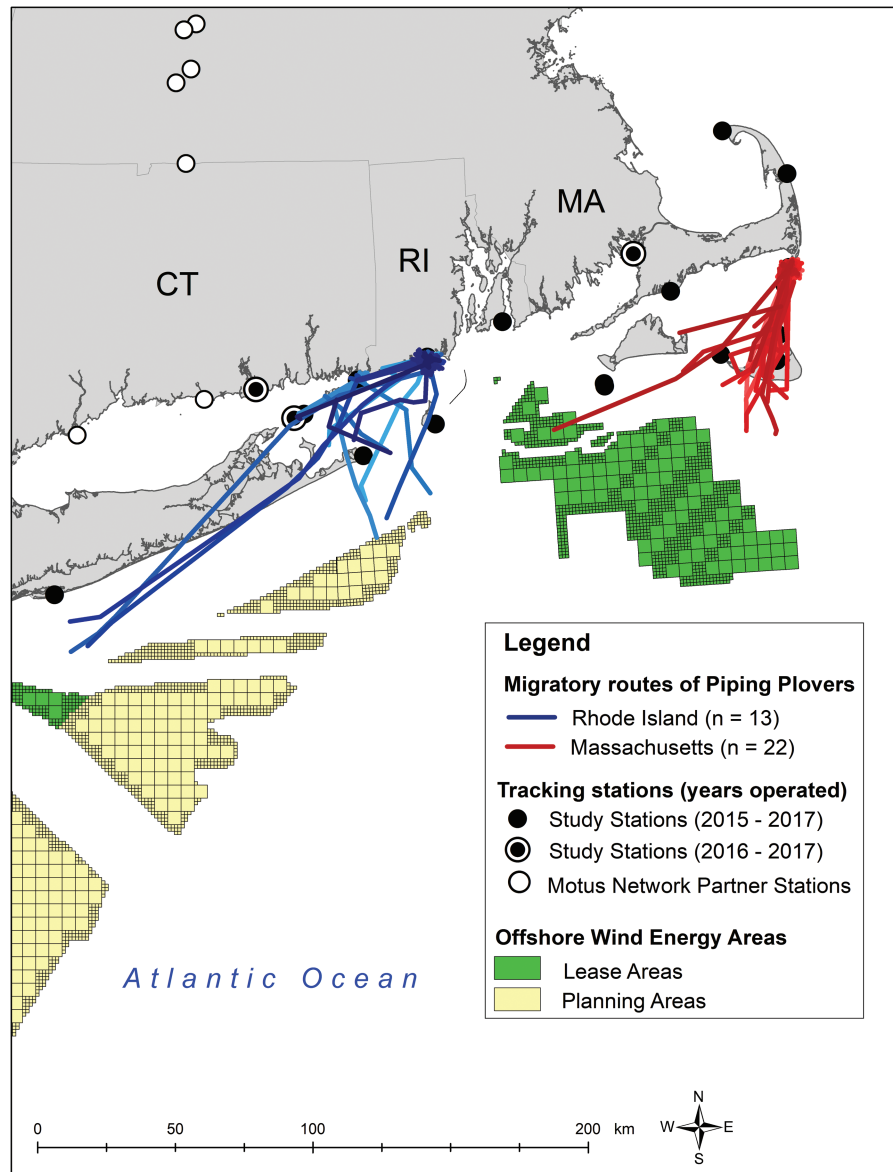 MA
RI
CT
Legend
Migratory routes of Piping Plovers
Rhode Island (n = 13)
Massachusetts (n = 22)
Tracking stations (years operated)
Study Stations (2015 - 2017)
Study Stations (2016 - 2017)
Motus Network Partner Stations
Offshore Wind Energy Areas
Lease Areas
Planning Areas
Atlantic Ocean
0 50 100 200 km
N
W E
S